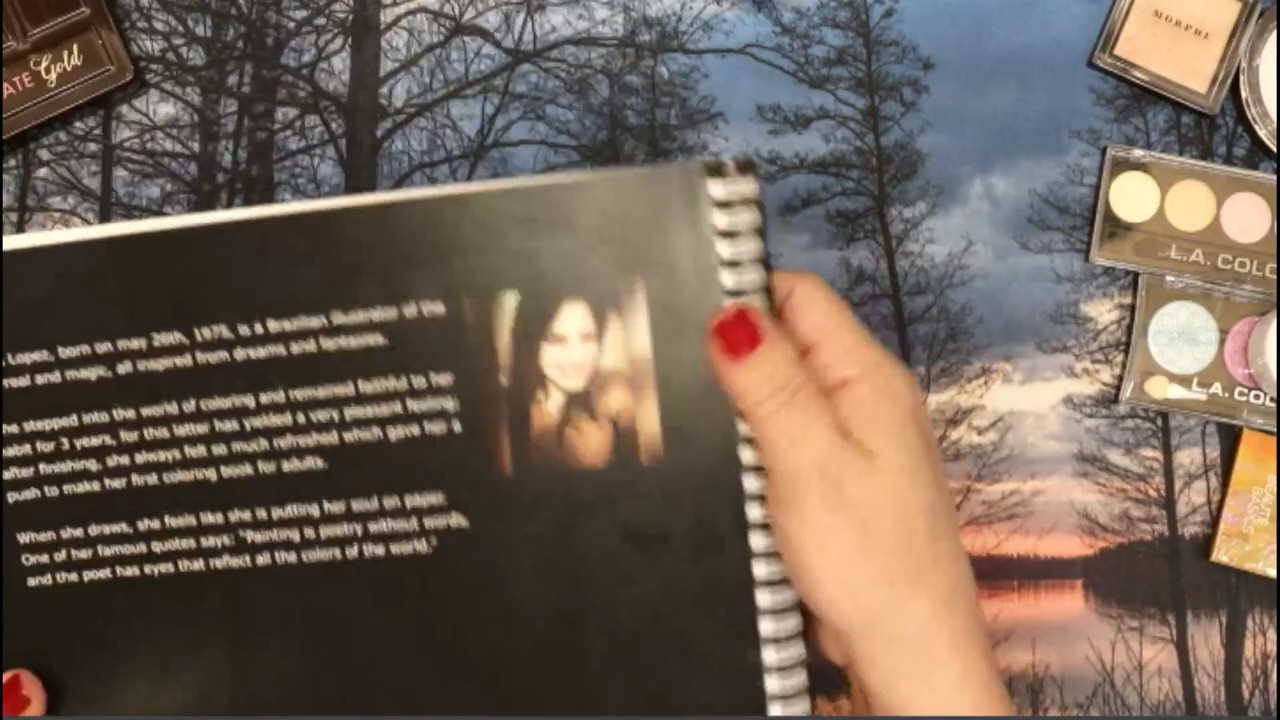 ATE Gold
MORPHE
L.A. COLO
L.A. COL
BEAUTE
BASICS
Lopez, born on may 26th, 1975, is a Brazilian illustrator of the
real and magic, all inspired from dreams and fantasies.
he stepped into the world of coloring and remained faithful to her
bit for 3 years, for this latter has yielded a very pleasant feeling.
after finishing, she always felt so much refreshed which gave her a
push to make her first coloring book for adults.
When she draws, she feels like she is putting her soul on paper.
One of her famous quotes says: "Painting is poetry without words,
and the poet has eyes that reflect all the colors of the world."